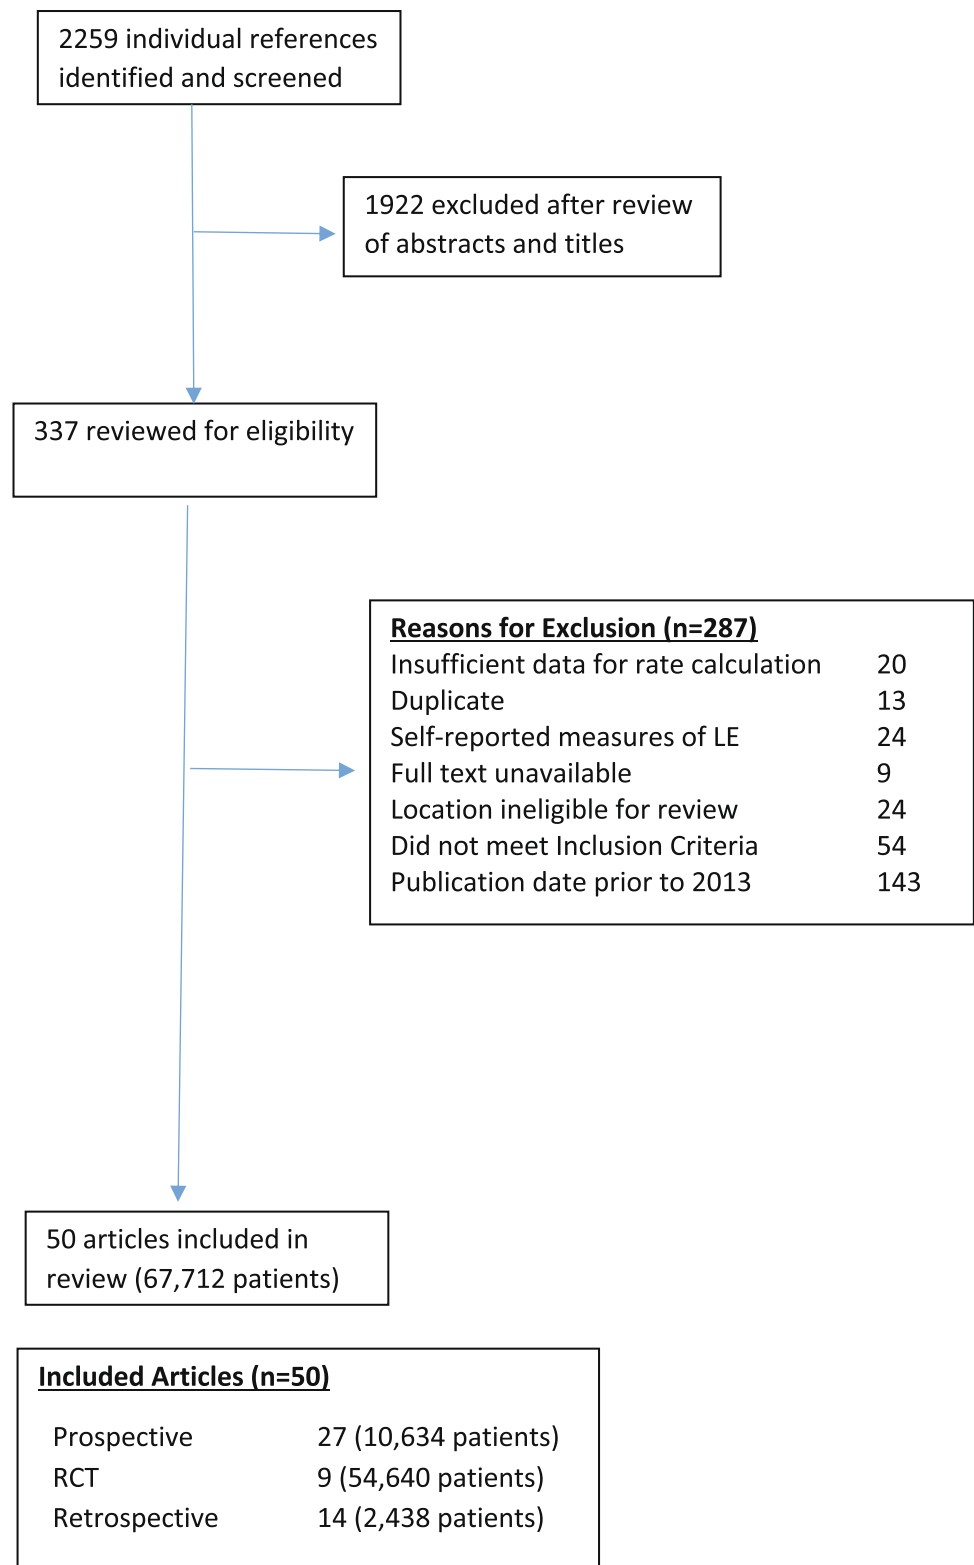 2259 individual references
identified and screened
1922 excluded after review
of abstracts and titles
337 reviewed for eligibility
Reasons for Exclusion (n=287)
Insufficient data for rate calculation 20
Duplicate 13
Self-reported measures of LE 24
Full text unavailable 9
Location ineligible for review 24
Did not meet Inclusion Criteria 54
Publication date prior to 2013 143
50 articles included in
review (67,712 patients)
Included Articles (n=50)
Prospective 27 (10,634 patients)
RCT 9 (54,640 patients)
Retrospective 14 (2,438 patients)